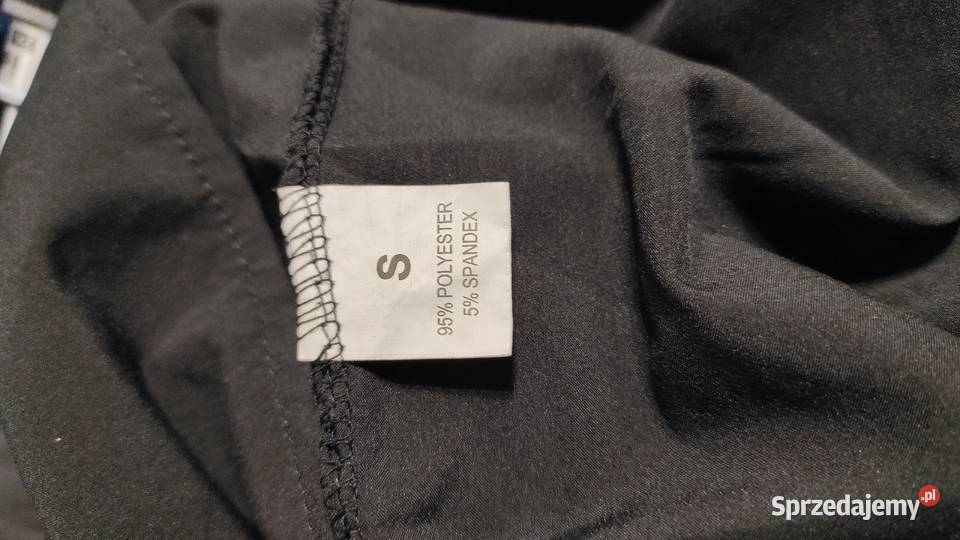 S
95% POLYESTER
5% SPANDEX
Sprzedajemy.pl